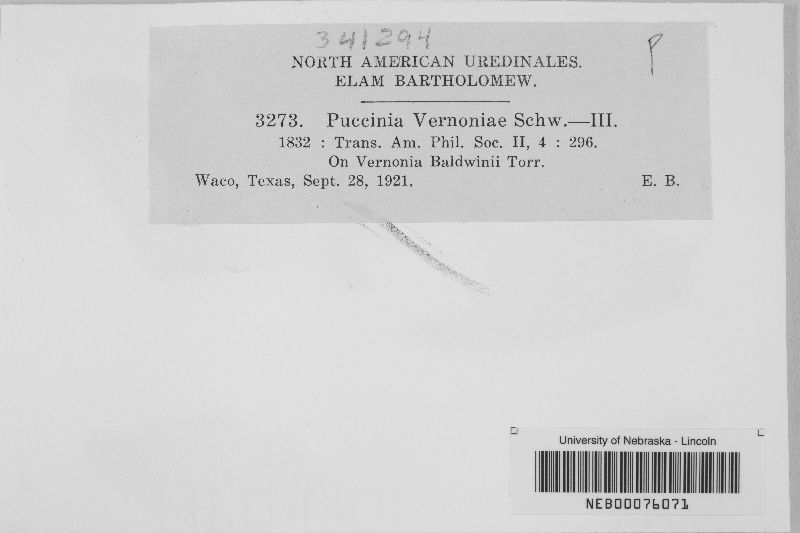 341294
P
NORTH AMERICAN UREDINALES.
ELAM BARTHOLOMEW.
3273. Puccinia Vernoniae Schw.—III.
1832 : Trans. Am. Phil. Soc. II, 4 : 296.
On Vernonia Baldwinii Torr.
Waco, Texas, Sept. 28, 1921. E. B.
University of Nebraska - Lincoln
NEB00076071